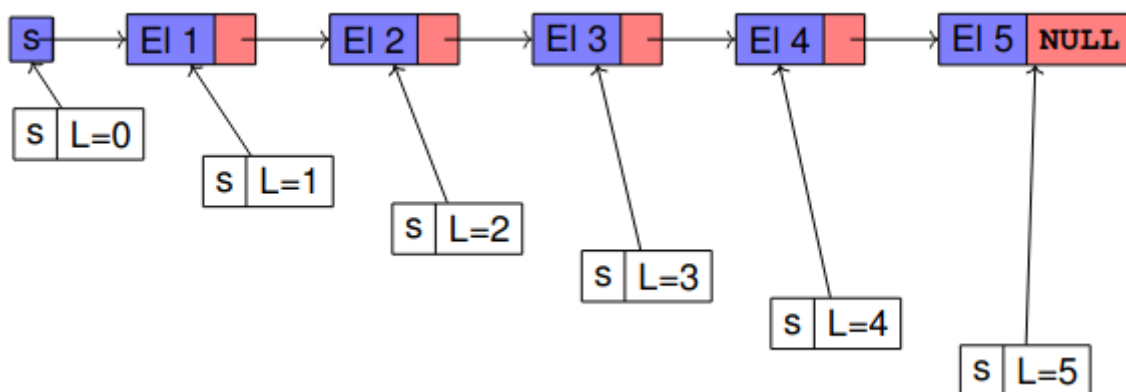 s El 1 El 2 El 3 El 4 El 5 NULL
s L=0
s L=1
s L=2
s L=3
s L=4
s L=5